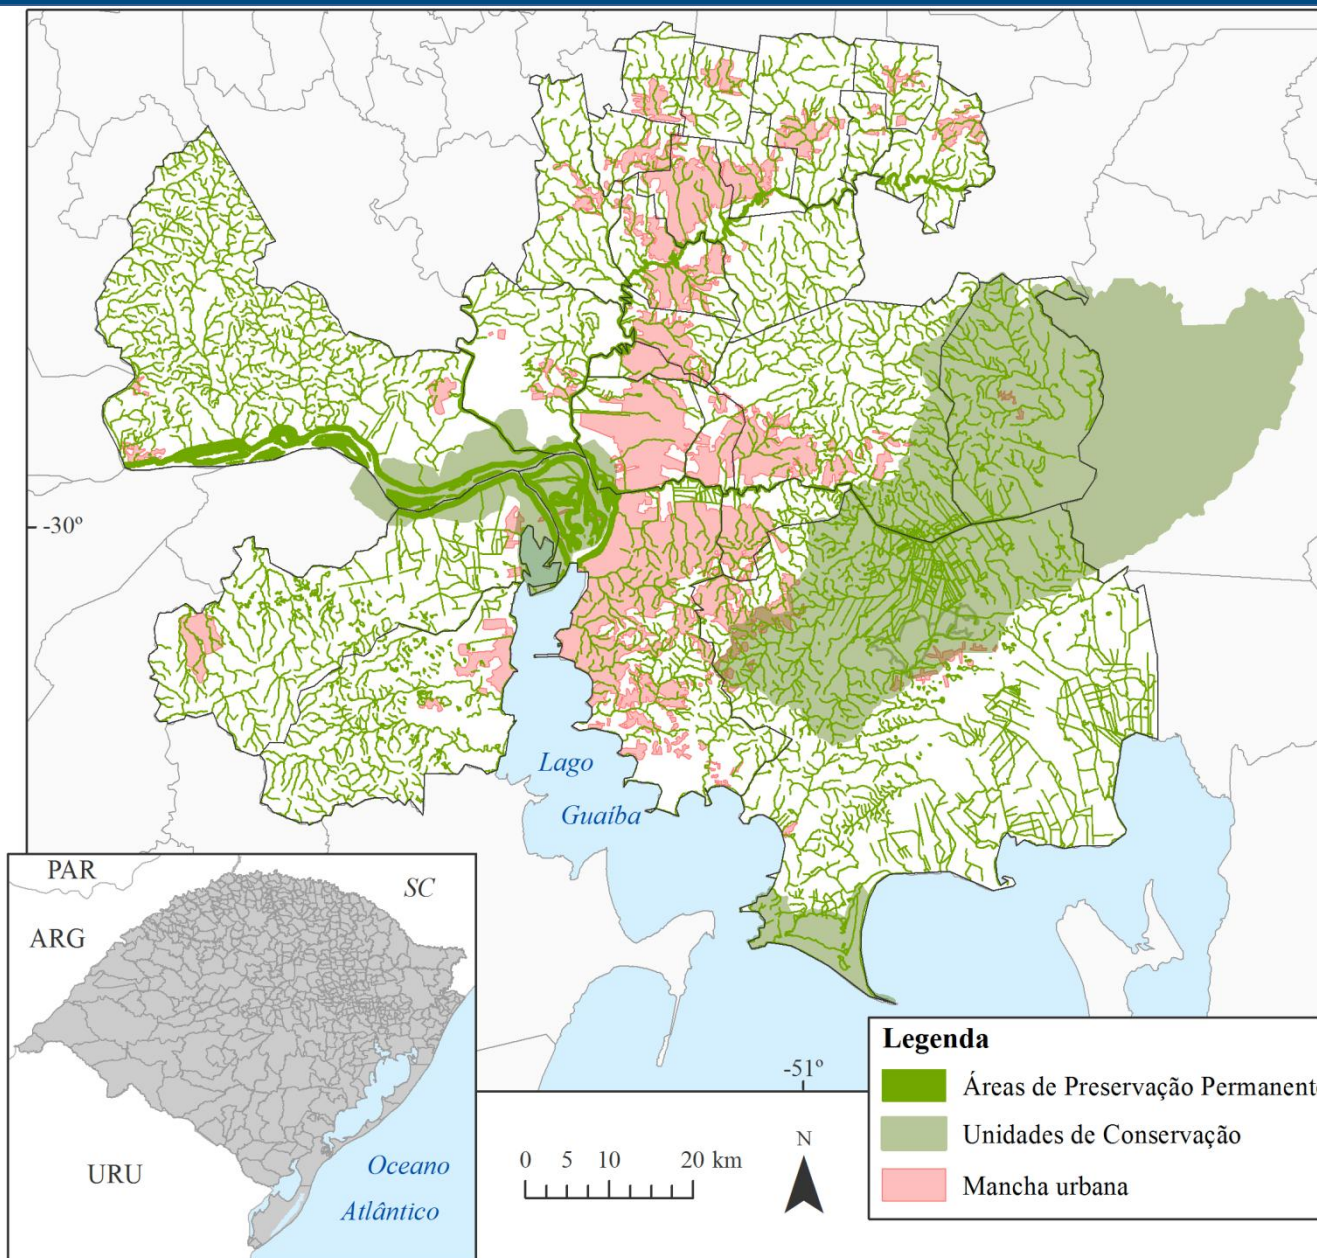 -30º
Lago
Guaíba
PAR
SC
ARG
URU
Oceano
Atlântico
-51º
0 5 10 20 km
N
Legenda
Áreas de Preservação Permanente
Unidades de Conservação
Mancha urbana